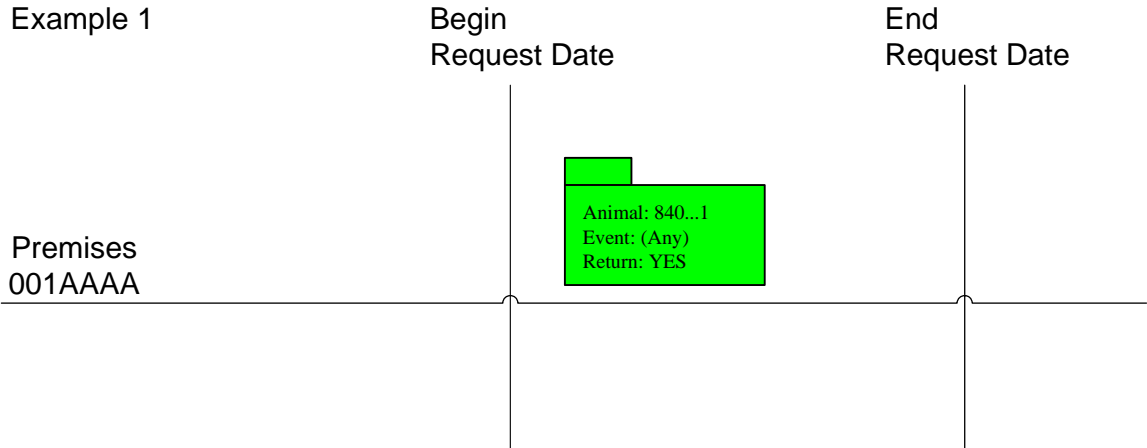 Example 1
Begin
Request Date
End
Request Date
Animal: 840...1
Event: (Any)
Return: YES
Premises
001AAAA